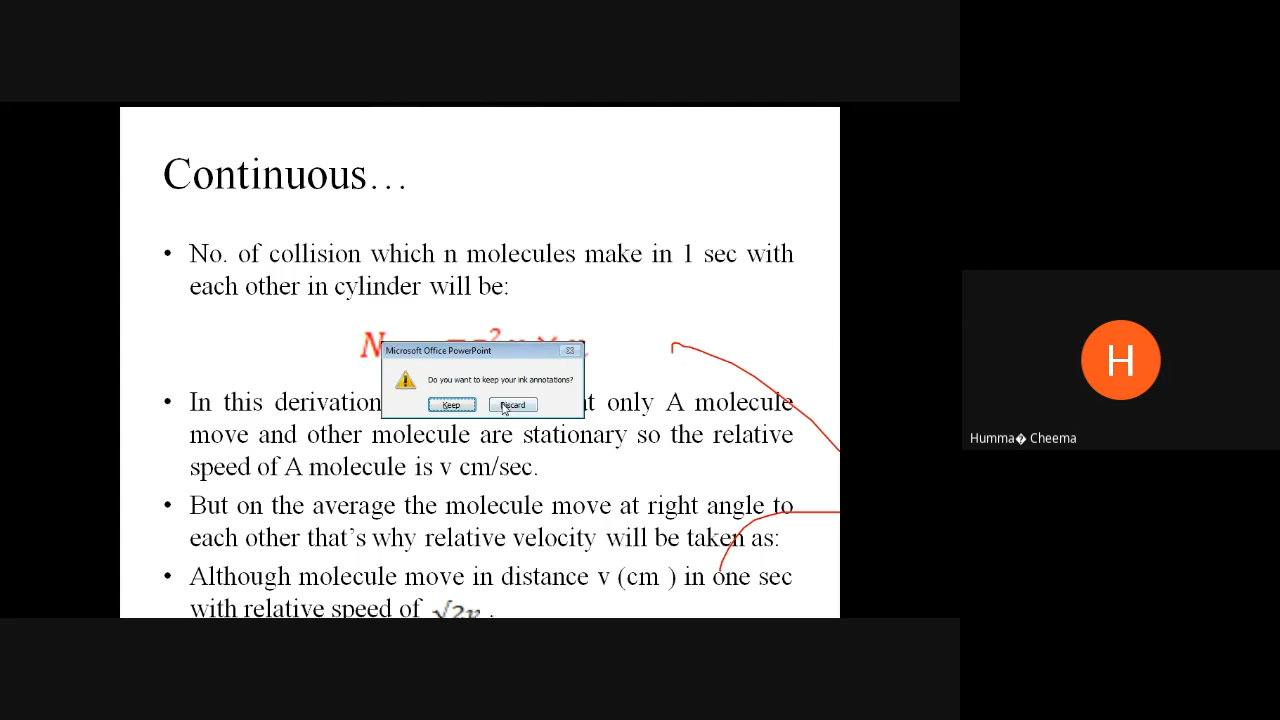 Continuous…
• No. of collision which n molecules make in 1 sec with
each other in cylinder will be:
N
Microsoft Office PowerPoint
Do you want to keep your ink annotations?
Keep Discard
• In this derivation only A molecule
move and other molecule are stationary so the relative
speed of A molecule is v cm/sec.
• But on the average the molecule move at right angle to
each other that's why relative velocity will be taken as:
• Although molecule move in distance v (cm ) in one sec
with relative speed of √2v .
H
Humma� Cheema